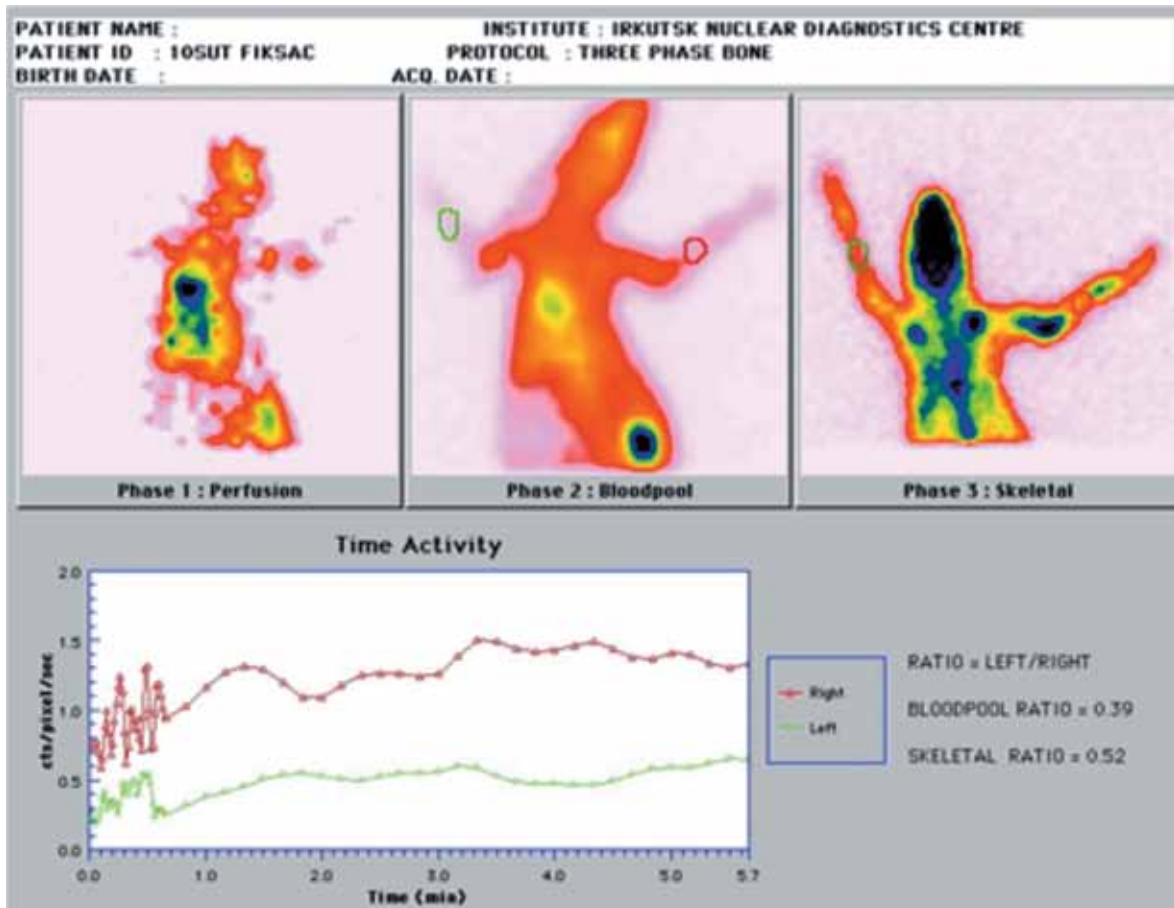 PATIENT NAME : INSTITUTE : IRKUTSK NUCLEAR DIAGNOSTICS CENTRE
PATIENT ID : 10SUT FIKSAC PROTOCOL : THREE PHASE BONE
BIRTH DATE : ACQ. DATE :
Phase 1 : Perfusion
Phase 2 : Bloodpool
Phase 3 : Skeletal
Time Activity
cts/pixel/sec
2.0
1.5
1.0
0.5
0.0
0.0 1.0 2.0 3.0 4.0 5.0 5.7
Time (min)
Right
Left
RATIO = LEFT/RIGHT
BLOODPOOL RATIO = 0.39
SKELETAL RATIO = 0.52